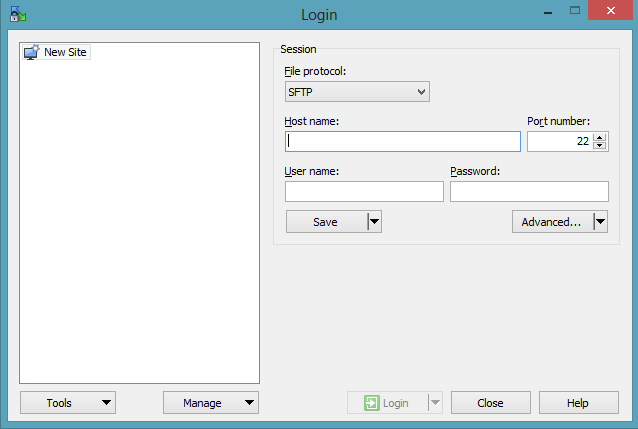 Login
New Site
Session
File protocol:
SFTP
Host name:
Port number:
22
User name:
Password:
Save
Advanced...
Tools
Manage
Login
Close
Help